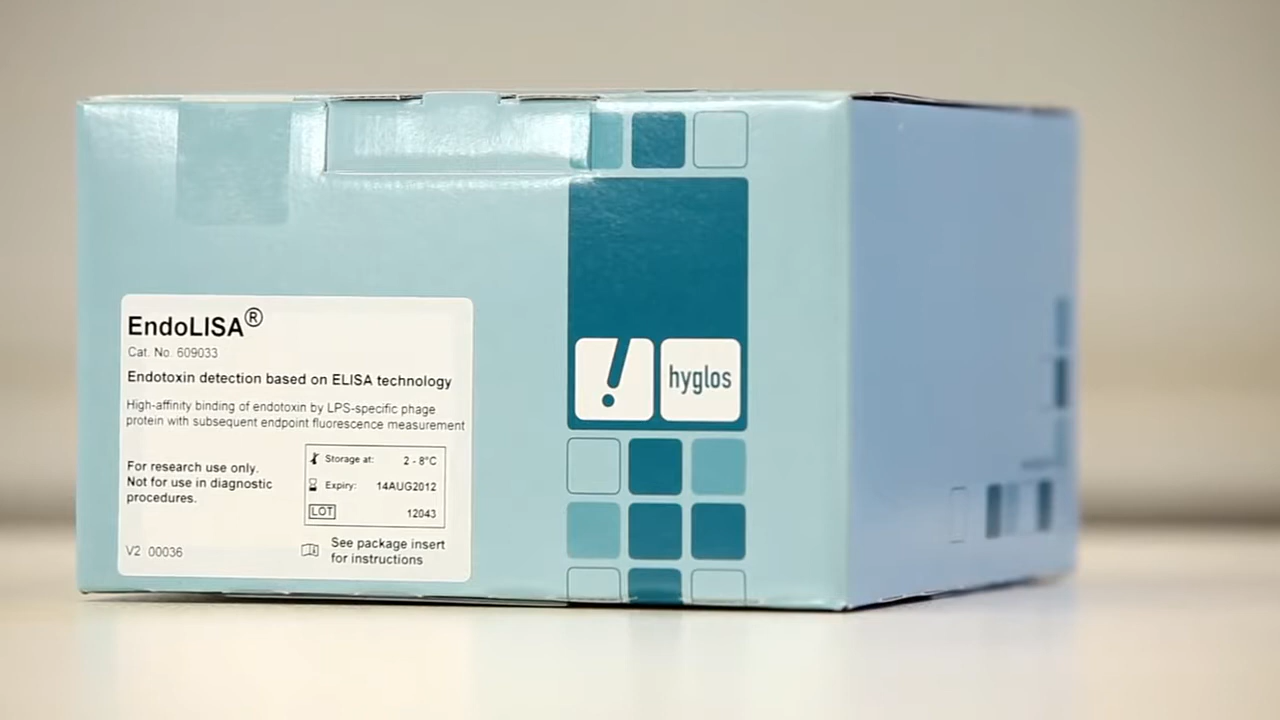 EndoLISA®
Cat. No. 609033
Endotoxin detection based on ELISA technology
High-affinity binding of endotoxin by LPS-specific phage
protein with subsequent endpoint fluorescence measurement
For research use only.
Not for use in diagnostic
procedures.
Storage at: 2 - 8°C
Expiry: 14AUG2012
LOT 12043
V2 00036
See package insert
for instructions
! hyglos